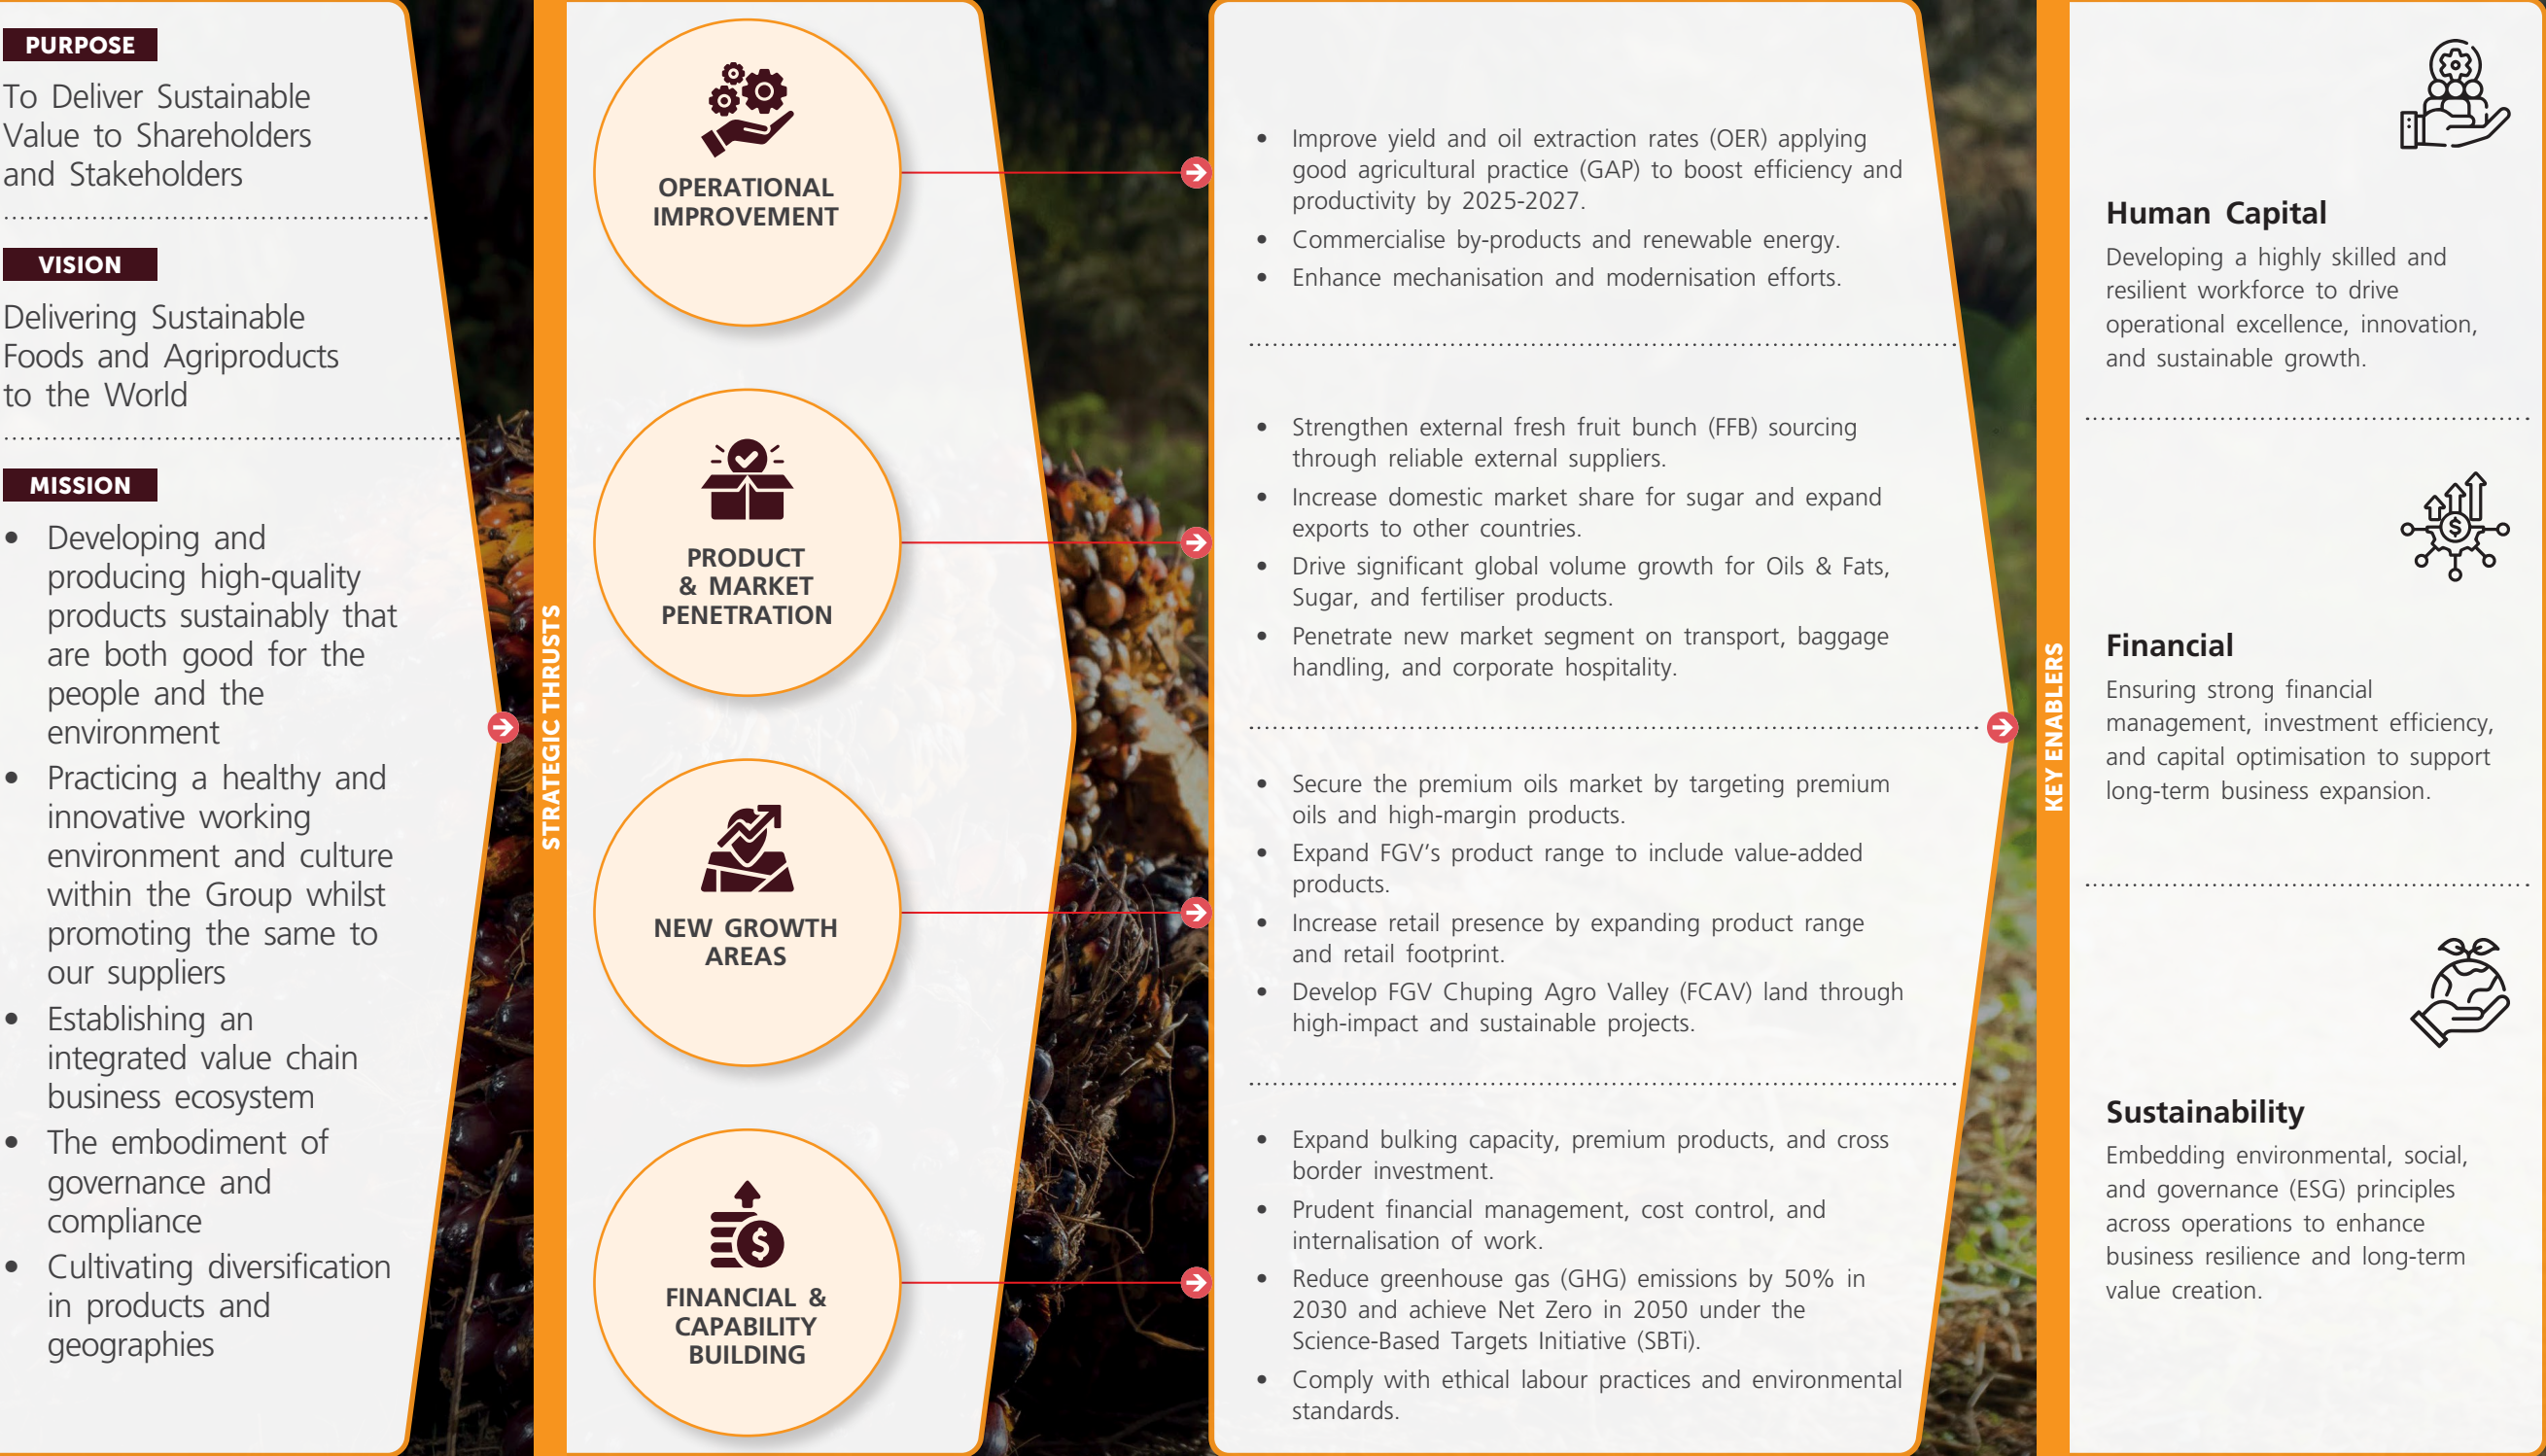 PURPOSE
To Deliver Sustainable
Value to Shareholders
and Stakeholders
VISION
Delivering Sustainable
Foods and Agriproducts
to the World
MISSION
• Developing and
producing high-quality
products sustainably that
are both good for the
people and the
environment
• Practicing a healthy and
innovative working
environment and culture
within the Group whilst
promoting the same to
our suppliers
• Establishing an
integrated value chain
business ecosystem
• The embodiment of
governance and
compliance
• Cultivating diversification
in products and
geographies
STRATEGIC THRUSTS
OPERATIONAL
IMPROVEMENT
PRODUCT
& MARKET
PENETRATION
NEW GROWTH
AREAS
FINANCIAL &
CAPABILITY
BUILDING
• Improve yield and oil extraction rates (OER) applying
good agricultural practice (GAP) to boost efficiency and
productivity by 2025-2027.
• Commercialise by-products and renewable energy.
• Enhance mechanisation and modernisation efforts.
• Strengthen external fresh fruit bunch (FFB) sourcing
through reliable external suppliers.
• Increase domestic market share for sugar and expand
exports to other countries.
• Drive significant global volume growth for Oils & Fats,
Sugar, and fertiliser products.
• Penetrate new market segment on transport, baggage
handling, and corporate hospitality.
• Secure the premium oils market by targeting premium
oils and high-margin products.
• Expand FGV's product range to include value-added
products.
• Increase retail presence by expanding product range
and retail footprint.
• Develop FGV Chuping Agro Valley (FCAV) land through
high-impact and sustainable projects.
• Expand bulking capacity, premium products, and cross
border investment.
• Prudent financial management, cost control, and
internalisation of work.
• Reduce greenhouse gas (GHG) emissions by 50% in
2030 and achieve Net Zero in 2050 under the
Science-Based Targets Initiative (SBTi).
• Comply with ethical labour practices and environmental
standards.
KEY ENABLERS
Human Capital
Developing a highly skilled and
resilient workforce to drive
operational excellence, innovation,
and sustainable growth.
Financial
Ensuring strong financial
management, investment efficiency,
and capital optimisation to support
long-term business expansion.
Sustainability
Embedding environmental, social,
and governance (ESG) principles
across operations to enhance
business resilience and long-term
value creation.